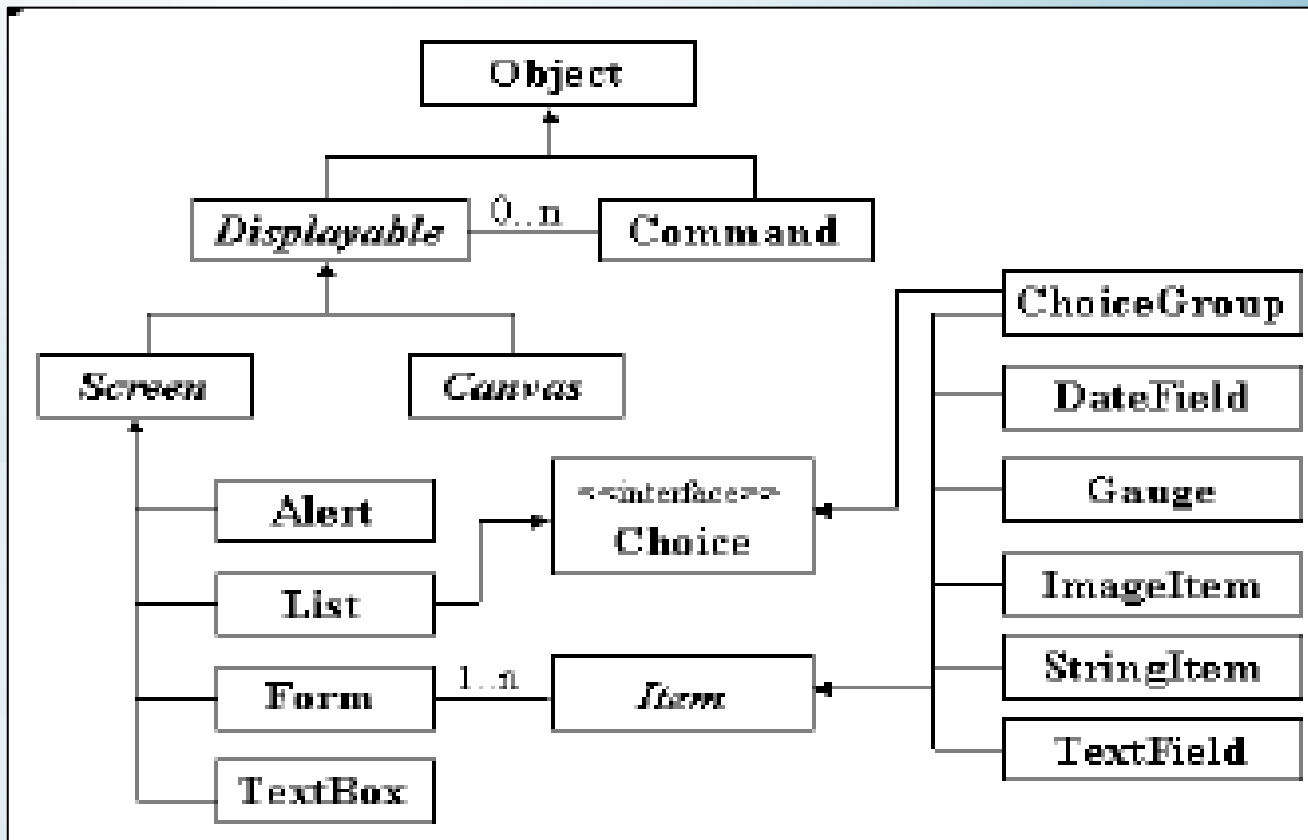 Object
Displayable
0..n
Command
Screen
Canvas
Alert
List
Form
TextBox
<<interface>>
Choice
1..n
Item
ChoiceGroup
DateField
Gauge
ImageItem
StringItem
TextField